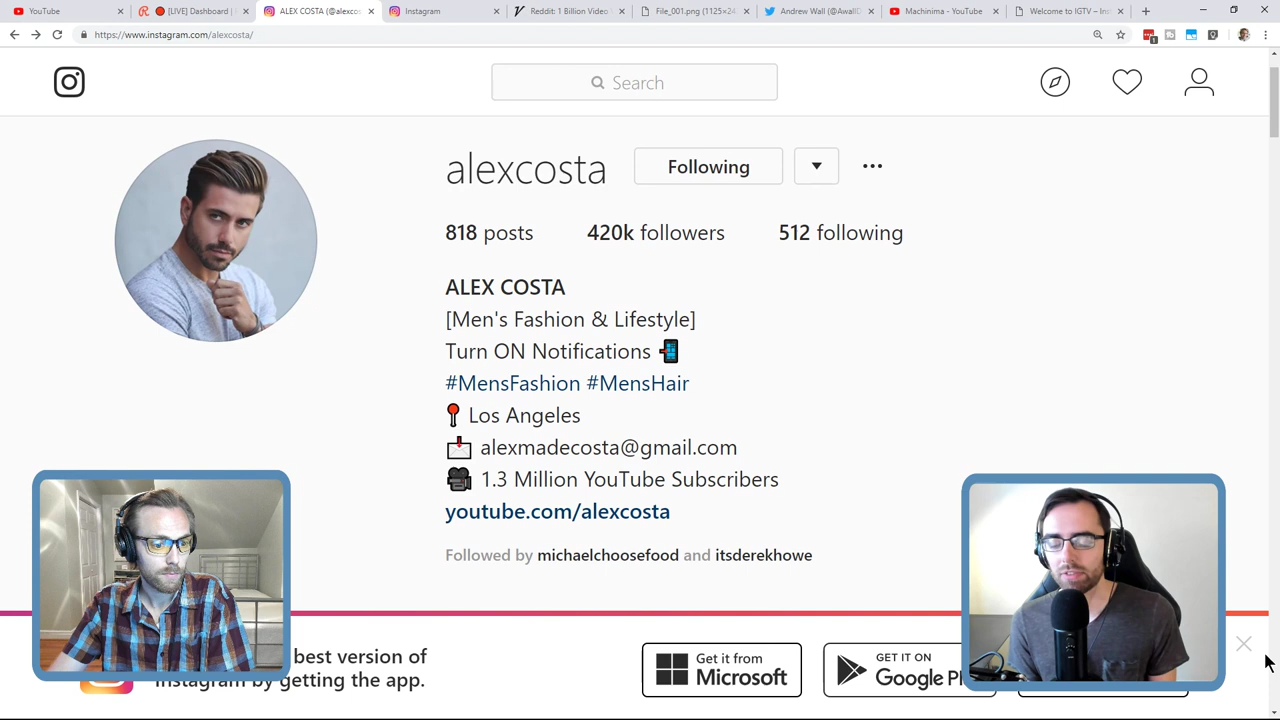 YouTube
[LIVE] Dashboard |
ALEX COSTA (@alexcos
Instagram
Reddit: 1 Billion Video
File_001.png (1125×24
Andrew Wall (@AwallD
Machinima - YouTube
Welcome to IGTV – In
https://www.instagram.com/alexcosta/
1
Search
alexcosta
Following
818 posts
420k followers
512 following
ALEX COSTA
[Men's Fashion & Lifestyle]
Turn ON Notifications
#MensFashion #MensHair
Los Angeles
alexmadecosta@gmail.com
1.3 Million YouTube Subscribers
youtube.com/alexcosta
Followed by michaelchoosefood and itsderekhowe
best version of
Instagram by getting the app.
Get it from
Microsoft
GET IT ON
Google P